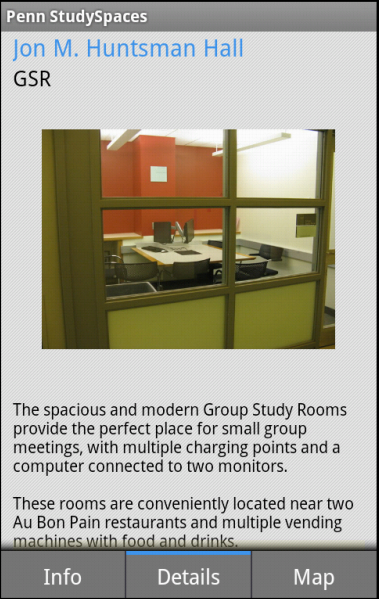 Penn StudySpaces
Jon M. Huntsman Hall
GSR
The spacious and modern Group Study Rooms
provide the perfect place for small group
meetings, with multiple charging points and a
computer connected to two monitors.
These rooms are conveniently located near two
Au Bon Pain restaurants and multiple vending
machines with food and drinks.
Info
Details
Map